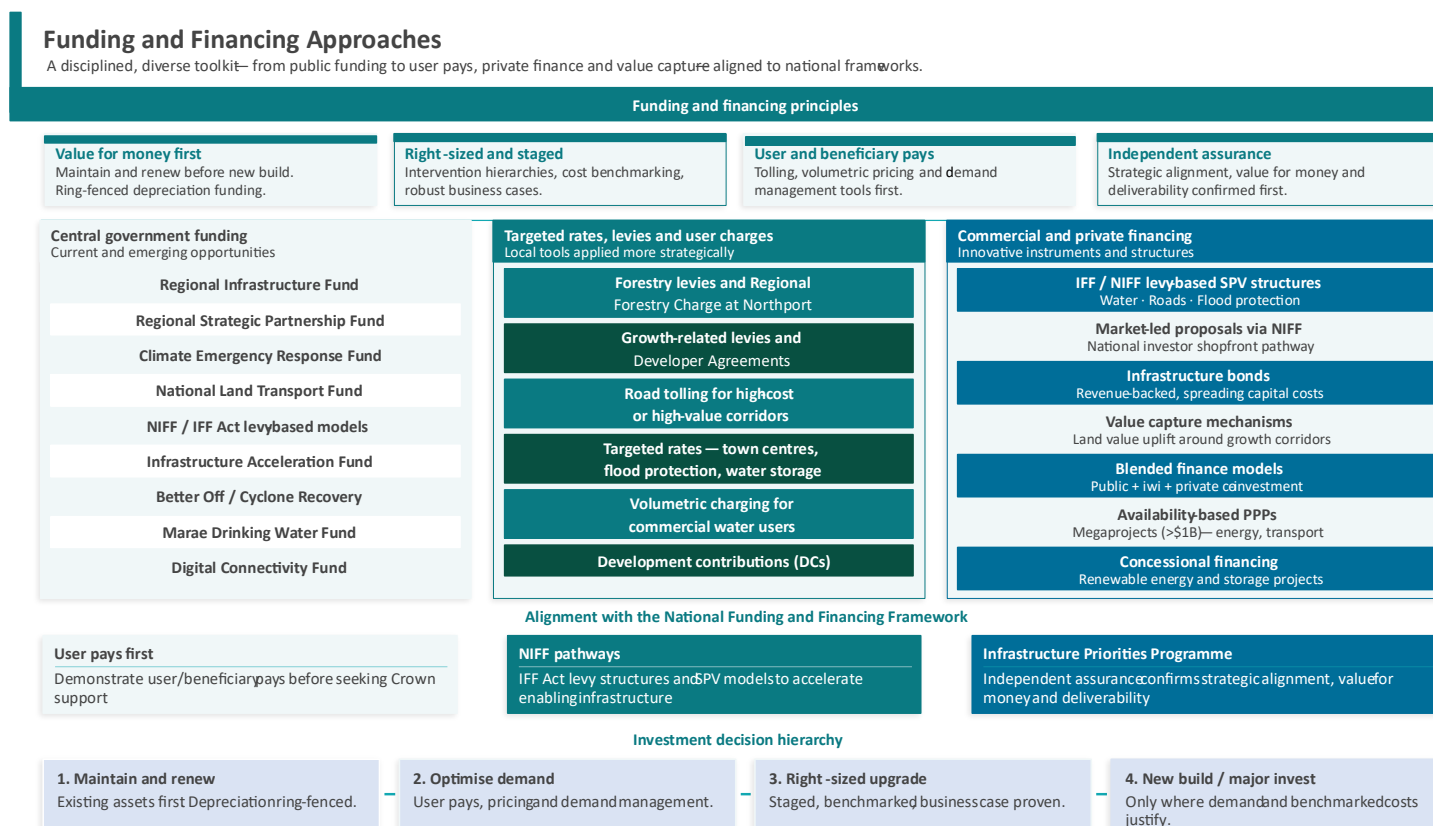 Funding and Financing Approaches
A disciplined, diverse toolkit— from public funding to user pays, private finance and value capture aligned to national frameworks.
Funding and financing principles
Value for money first
Maintain and renew before new build.
Ring-fenced depreciation funding.
Right-sized and staged
Intervention hierarchies, cost benchmarking,
robust business cases.
User and beneficiary pays
Tolling, volumetric pricing and demand
management tools first.
Independent assurance
Strategic alignment, value for money and
deliverability confirmed first.
Central government funding
Current and emerging opportunities
Regional Infrastructure Fund
Regional Strategic Partnership Fund
Climate Emergency Response Fund
National Land Transport Fund
NIFF / IFF Act levy-based models
Infrastructure Acceleration Fund
Better Off / Cyclone Recovery
Marae Drinking Water Fund
Digital Connectivity Fund
Targeted rates, levies and user charges
Local tools applied more strategically
Forestry levies and Regional
Forestry Charge at Northport
Growth-related levies and
Developer Agreements
Road tolling for high-cost
or high-value corridors
Targeted rates — town centres,
flood protection, water storage
Volumetric charging for
commercial water users
Development contributions (DCs)
Commercial and private financing
Innovative instruments and structures
IFF / NIFF levy-based SPV structures
Water · Roads · Flood protection
Market-led proposals via NIFF
National investor shopfront pathway
Infrastructure bonds
Revenue-backed, spreading capital costs
Value capture mechanisms
Land value uplift around growth corridors
Blended finance models
Public + iwi + private co-investment
Availability-based PPPs
Megaprojects (>$1B)— energy, transport
Concessional financing
Renewable energy and storage projects
Alignment with the National Funding and Financing Framework
User pays first
Demonstrate user/beneficiary pays before seeking Crown
support
NIFF pathways
IFF Act levy structures and SPV models to accelerate
enabling infrastructure
Infrastructure Priorities Programme
Independent assurance confirms strategic alignment, value for
money and deliverability
Investment decision hierarchy
1. Maintain and renew
Existing assets first Depreciation ring-fenced.
2. Optimise demand
User pays, pricing and demand management.
3. Right-sized upgrade
Staged, benchmarked, business case proven.
4. New build / major invest
Only where demand and benchmarked costs
justify.